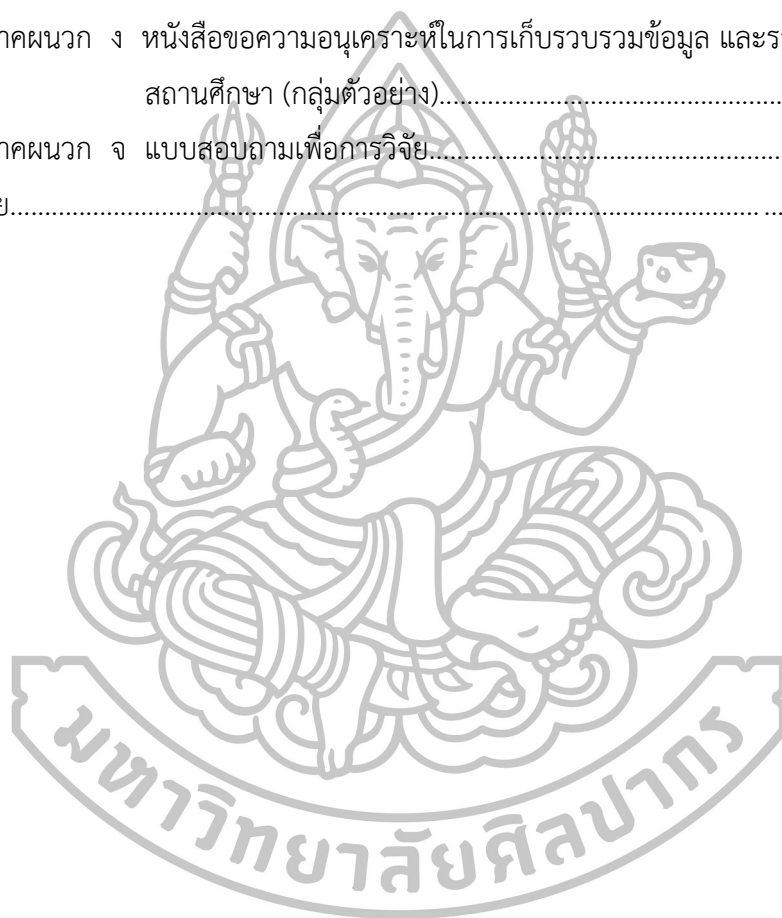 าคผนวก ง หนังสือขอความอนุเคราะห์ในการเก็บรวบรวมข้อมูล และรา
สถานศึกษา (กลุ่มตัวอย่าง)................................................................
าคผนวก จ แบบสอบถามเพื่อการวิจัย................................................................
ย................................................................................................ ...
มหาวิทยาลัยศิลปากร